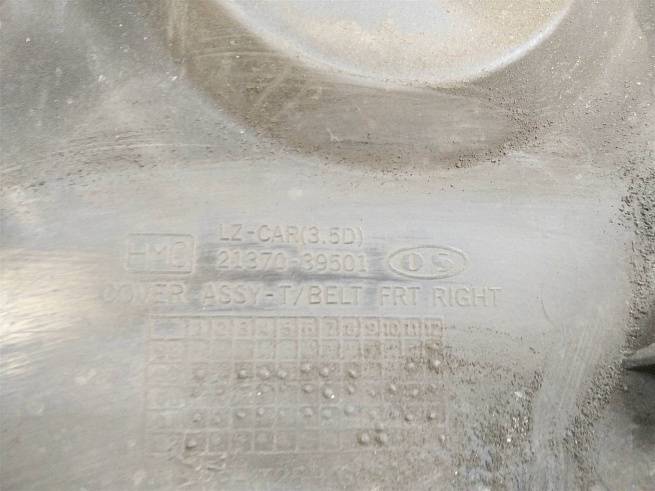 LZ-CAR(3.5D)
HMC 21370-39501 DS
COVER ASSY-T/BELT FRT RIGHT
1 2 3 4 5 6 7 8 9 10 11 12